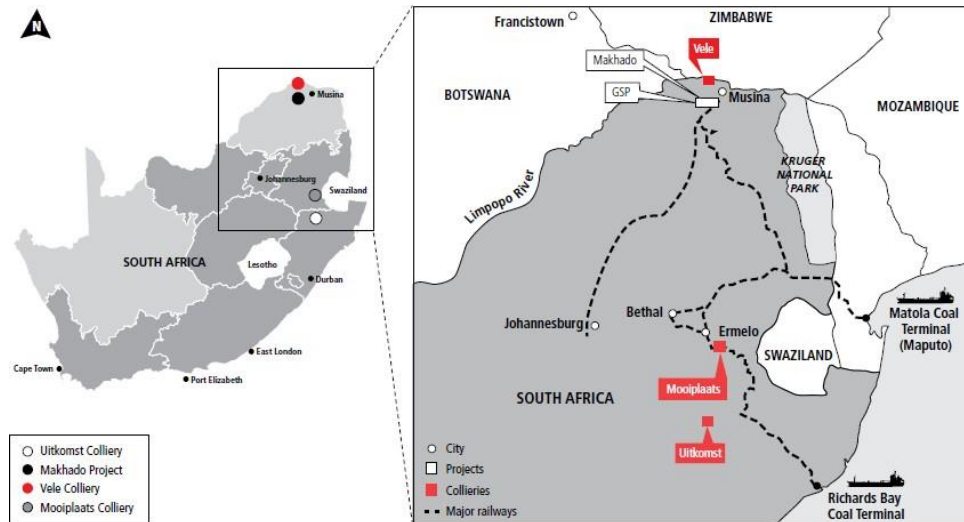 N
Musina
Johannesburg
Swaziland
SOUTH AFRICA
Lesotho
Durban
East London
Cape Town
Port Elizabeth
Uitkomst Colliery
Makhado Project
Vele Colliery
Mooiplaats Colliery
Francistown
ZIMBABWE
Vele
Makhado
GSP
Musina
BOTSWANA
MOZAMBIQUE
KRUGER
NATIONAL
PARK
Limpopo River
Johannesburg
Bethal
Ermelo
Matola Coal
Terminal
(Maputo)
SWAZILAND
Mooiplaats
SOUTH AFRICA
Uitkomst
City
Projects
Collieries
Major railways
Richards Bay
Coal Terminal